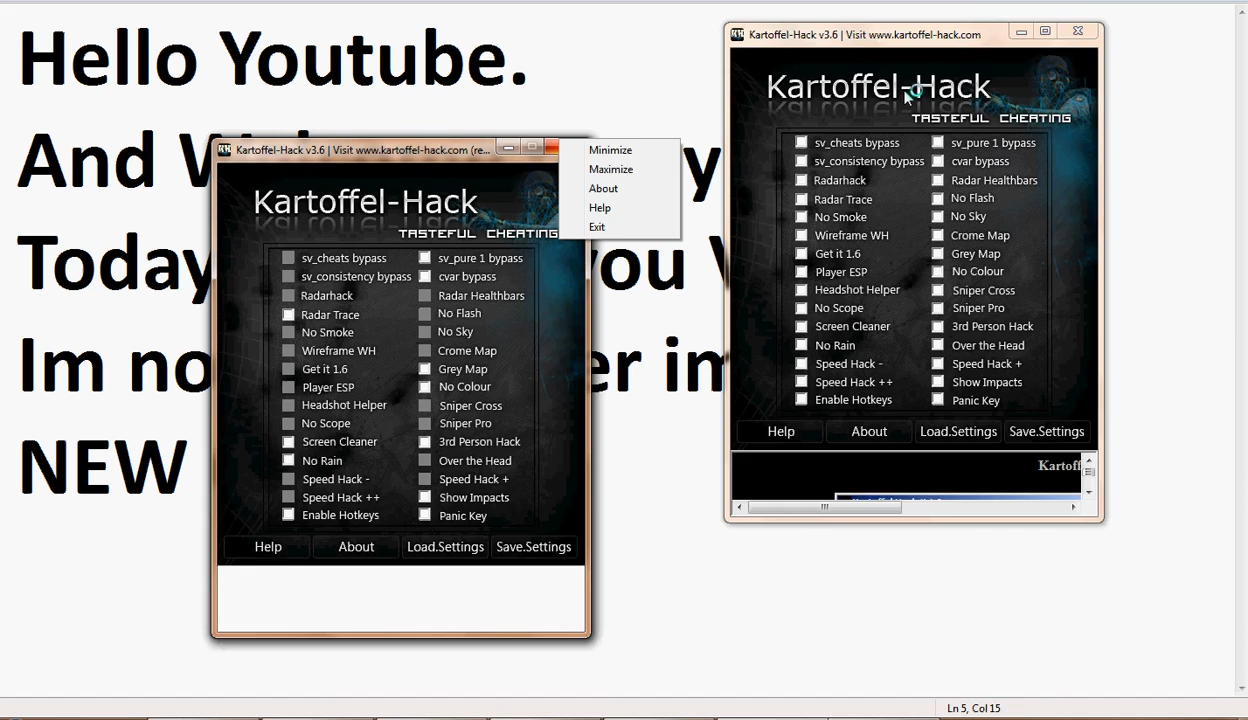 Hello Youtube.
And W
y
Today
you
Im no
er im
NEW
Kartoffel-Hack v3.6 | Visit www.kartoffel-hack.com (re...
Kartoffel-Hack
TASTEFUL CHEATING
sv_cheats bypass
sv_pure 1 bypass
sv_consistency bypass
cvar bypass
Radarhack
Radar Healthbars
Radar Trace
No Flash
No Smoke
No Sky
Wireframe WH
Crome Map
Get it 1.6
Grey Map
Player ESP
No Colour
Headshot Helper
Sniper Cross
No Scope
Sniper Pro
Screen Cleaner
3rd Person Hack
No Rain
Over the Head
Speed Hack -
Speed Hack +
Speed Hack ++
Show Impacts
Enable Hotkeys
Panic Key
Help
About
Load.Settings
Save.Settings
Minimize
Maximize
About
Help
Exit
Kartoffel-Hack v3.6 | Visit www.kartoffel-hack.com
Kartoffel-Hack
TASTEFUL CHEATING
sv_cheats bypass
sv_pure 1 bypass
sv_consistency bypass
cvar bypass
Radarhack
Radar Healthbars
Radar Trace
No Flash
No Smoke
No Sky
Wireframe WH
Crome Map
Get it 1.6
Grey Map
Player ESP
No Colour
Headshot Helper
Sniper Cross
No Scope
Sniper Pro
Screen Cleaner
3rd Person Hack
No Rain
Over the Head
Speed Hack -
Speed Hack +
Speed Hack ++
Show Impacts
Enable Hotkeys
Panic Key
Help
About
Load.Settings
Save.Settings
Kartoff
Ln 5, Col 15